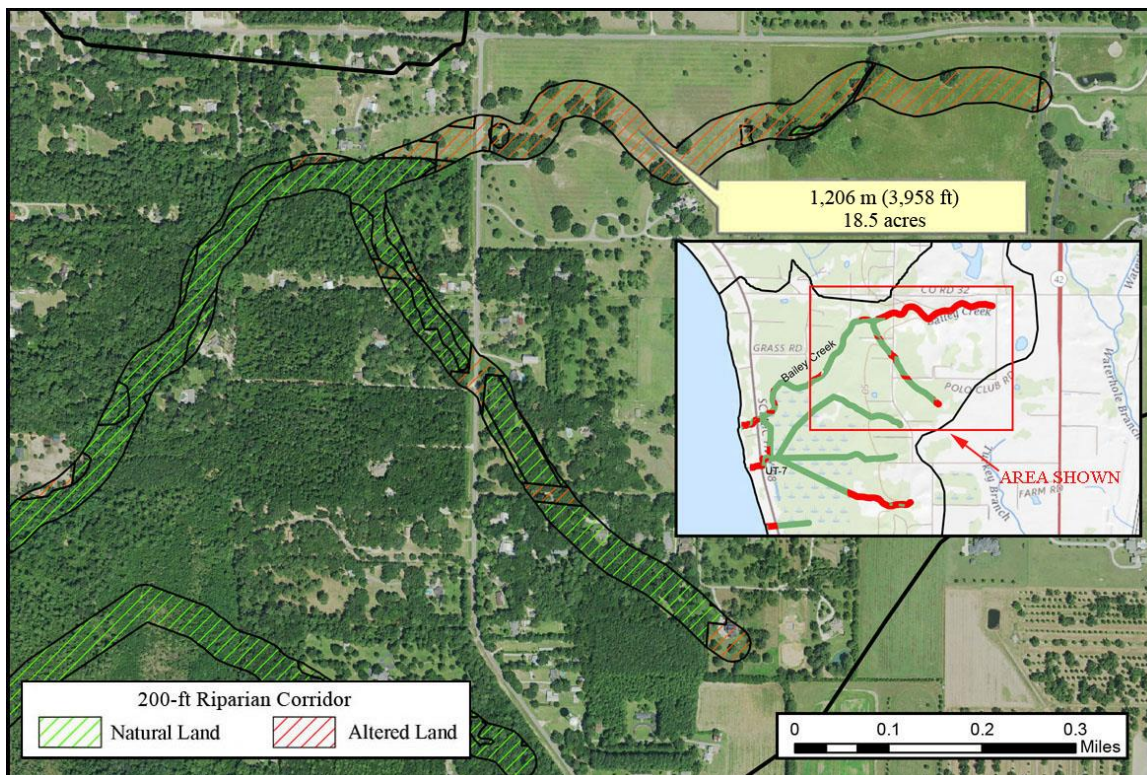 1,206 m (3,958 ft)
18.5 acres
CO RD 32
42
Bailey Creek
GRASS RD
Bailey Creek
POLO CLUB RD
Waterhole Branch
UT-7
AREA SHOWN
Turkey Branch
FARM RD
200-ft Riparian Corridor
Natural Land
Altered Land
0 0.1 0.2 0.3
Miles